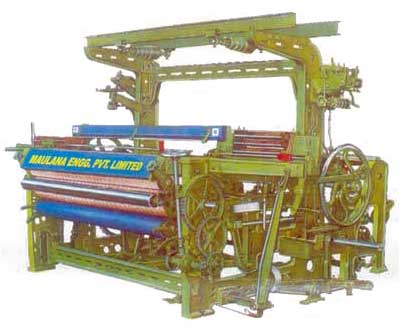 MAULANA ENGG. PVT. LIMITED